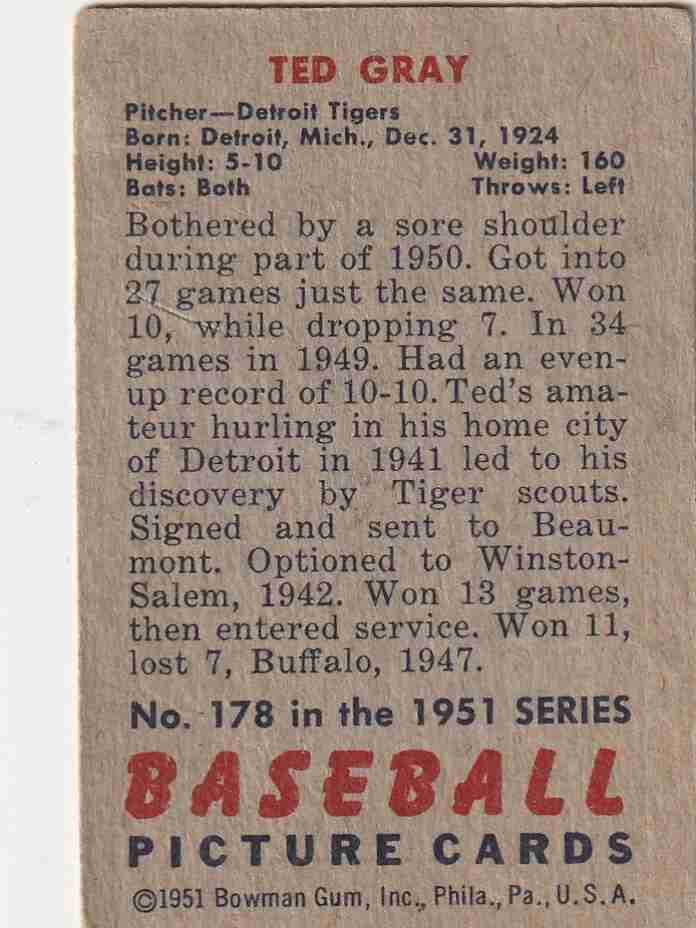 TED GRAY
Pitcher—Detroit Tigers
Born: Detroit, Mich., Dec. 31, 1924
Height: 5-10 Weight: 160
Bats: Both Throws: Left
Bothered by a sore shoulder
during part of 1950. Got into
27 games just the same. Won
10, while dropping 7. In 34
games in 1949. Had an even-
up record of 10-10. Ted's ama-
teur hurling in his home city
of Detroit in 1941 led to his
discovery by Tiger scouts.
Signed and sent to Beau-
mont. Optioned to Winston-
Salem, 1942. Won 13 games,
then entered service. Won 11,
lost 7, Buffalo, 1947.
No. 178 in the 1951 SERIES
BASEBALL
PICTURE CARDS
©1951 Bowman Gum, Inc., Phila., Pa., U.S.A.